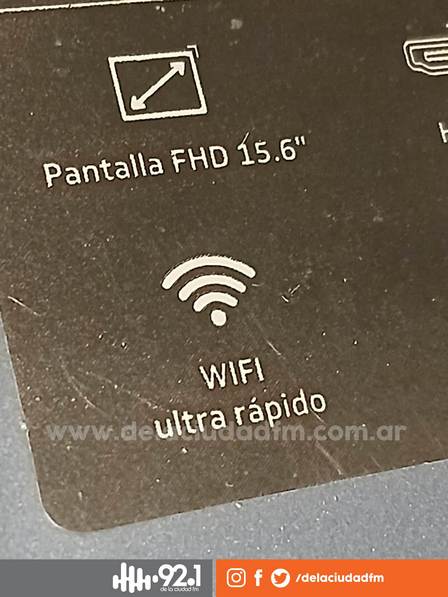 Pantalla FHD 15.6"
H
WIFI
ultra rápido
www.delaciudadfm.com.ar
92.1
de la ciudad fm
/delaciudadfm